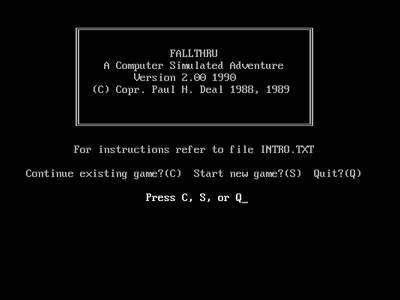 FALLTHRU
A Computer Simulated Adventure
Version 2.00 1990
(C) Copr. Paul H. Deal 1988, 1989
For instructions refer to file INTRO.TXT
Continue existing game?(C)  Start new game?(S)  Quit?(Q)
Press C, S, or Q_